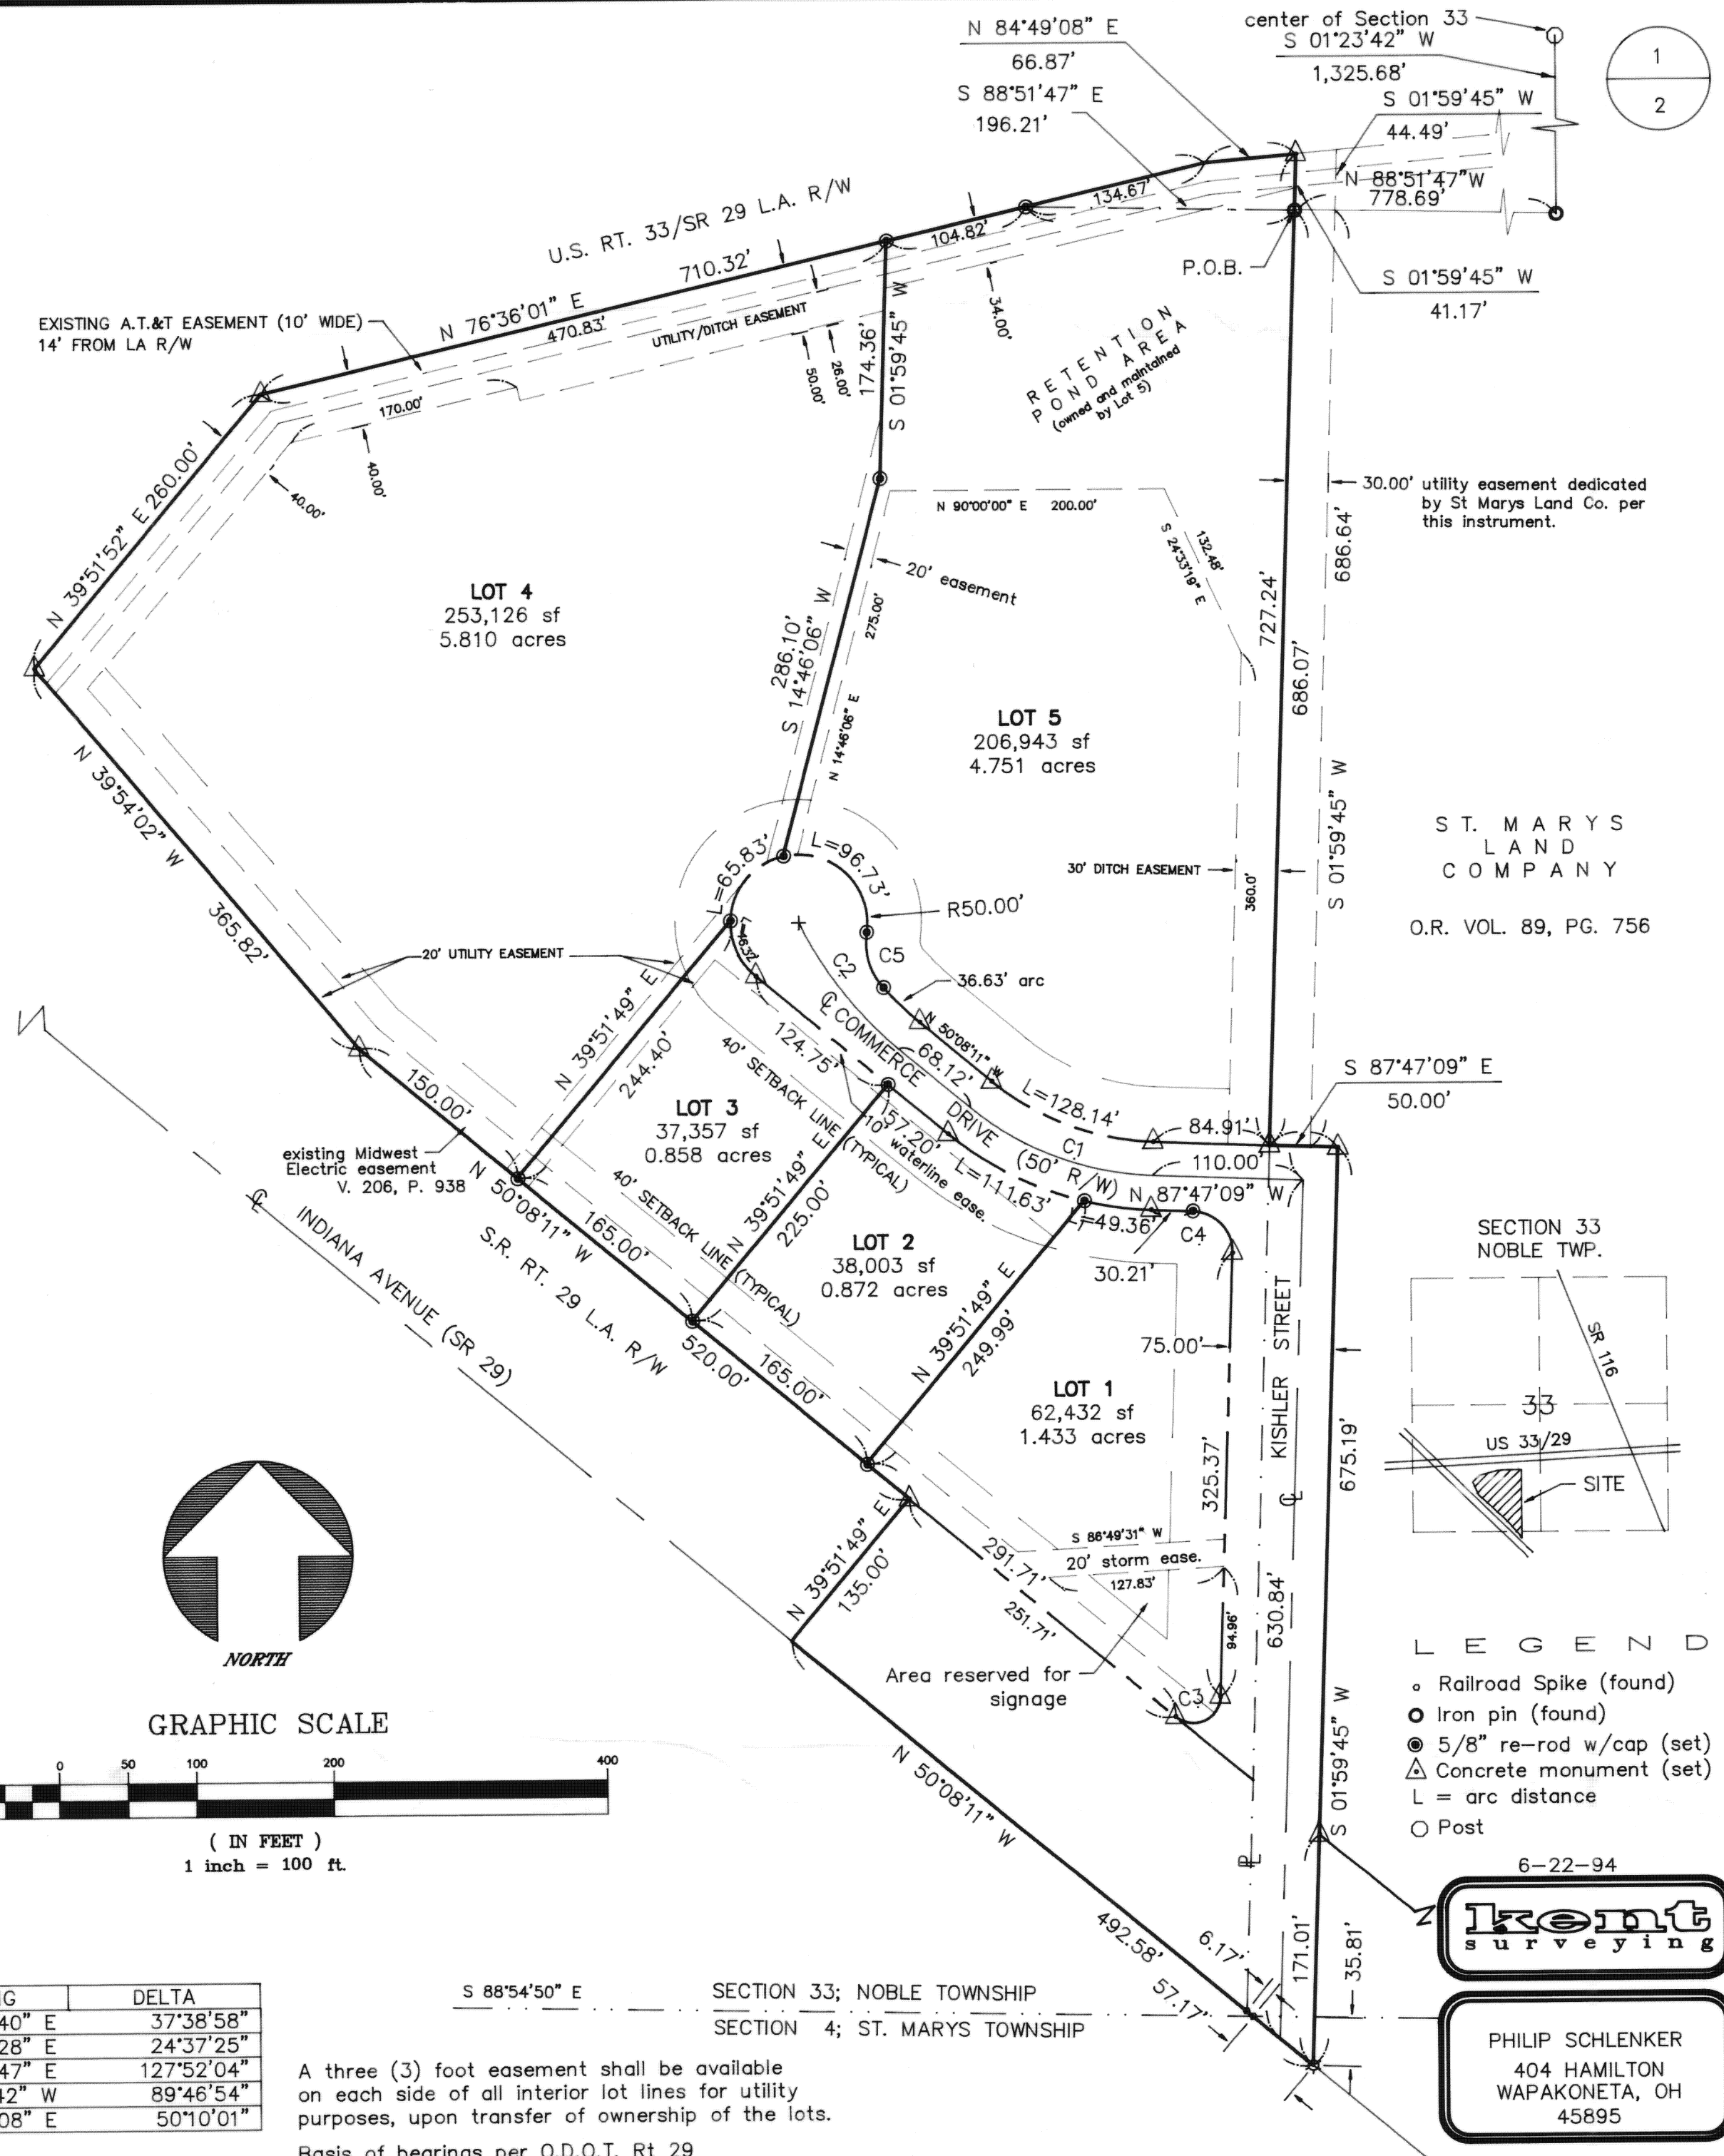 N 84°49'08" E
66.87'
S 88°51'47" E
196.21'
center of Section 33
S 01°23'42" W
1,325.68'
1
2
S 01°59'45" W
44.49'
N 88°51'47"W
778.69'
134.67'
104.82'
U.S. RT. 33/SR 29 L.A. R/W
710.32'
P.O.B.
S 01°59'45" W
41.17'
EXISTING A.T.&T EASEMENT (10' WIDE)
14' FROM LA R/W
N 76°36'01" E
470.83'
UTILITY/DITCH EASEMENT
170.00'
40.00'
40.00'
50.00'
26.00'
34.00'
174.36'
S 01°59'45" W
RETENTION
POND AREA
(owned and maintained
by Lot 5)
N 39°51'52" E 260.00'
N 90°00'00" E 200.00'
132.48'
S 24°33'19" E
30.00' utility easement dedicated
by St Marys Land Co. per
this instrument.
686.64'
727.24'
686.07'
S 01°59'45" W
20' easement
275.00'
N 14°46'06" E
286.10'
S 14°46'06" W
LOT 4
253,126 sf
5.810 acres
LOT 5
206,943 sf
4.751 acres
N 39°54'02" W
365.82'
ST. MARYS
LAND
COMPANY
O.R. VOL. 89, PG. 756
30' DITCH EASEMENT
360.0'
L=65.83'
L=96.73'
R50.00'
L=46.32'
C2
C5
36.63' arc
20' UTILITY EASEMENT
N 39°51'49" E
244.40'
124.75'
℄ COMMERCE DRIVE (50' R/W)
N 50°08'11" W
68.12'
L=128.14'
C1
84.91'
110.00'
N 87°47'09" W
S 87°47'09" E
50.00'
40' SETBACK LINE (TYPICAL)
10' waterline ease.
157.20'
L=111.63'
L=49.36'
C4
30.21'
LOT 3
37,357 sf
0.858 acres
150.00'
existing Midwest
Electric easement
V. 206, P. 938
N 50°08'11" W
165.00'
40' SETBACK LINE (TYPICAL)
N 39°51'49" E
225.00'
LOT 2
38,003 sf
0.872 acres
N 39°51'49" E
249.99'
S.R. RT. 29 L.A. R/W
520.00'
165.00'
℄ INDIANA AVENUE (SR 29)
LOT 1
62,432 sf
1.433 acres
75.00'
325.37'
℄ KISHLER STREET
675.19'
630.84'
SECTION 33
NOBLE TWP.
SR 116
33
US 33/29
SITE
S 86°49'31" W
20' storm ease.
127.83'
94.96'
291.71'
251.71'
N 39°51'49" E
135.00'
Area reserved for
signage
C3
N 50°08'11" W
492.58'
6.17'
57.17'
171.01'
35.81'
S 01°59'45" W
PL
NORTH
GRAPHIC SCALE
0 50 100 200 400
( IN FEET )
1 inch = 100 ft.
LEGEND
Railroad Spike (found)
Iron pin (found)
5/8" re-rod w/cap (set)
Concrete monument (set)
L = arc distance
Post
6-22-94
kent
surveying
PHILIP SCHLENKER
404 HAMILTON
WAPAKONETA, OH
45895
S 88°54'50" E
SECTION 33; NOBLE TOWNSHIP
SECTION 4; ST. MARYS TOWNSHIP
G DELTA
40" E 37°38'58"
28" E 24°37'25"
47" E 127°52'04"
42" W 89°46'54"
08" E 50°10'01"
A three (3) foot easement shall be available
on each side of all interior lot lines for utility
purposes, upon transfer of ownership of the lots.
Basis of bearings per O.D.O.T. Rt 29